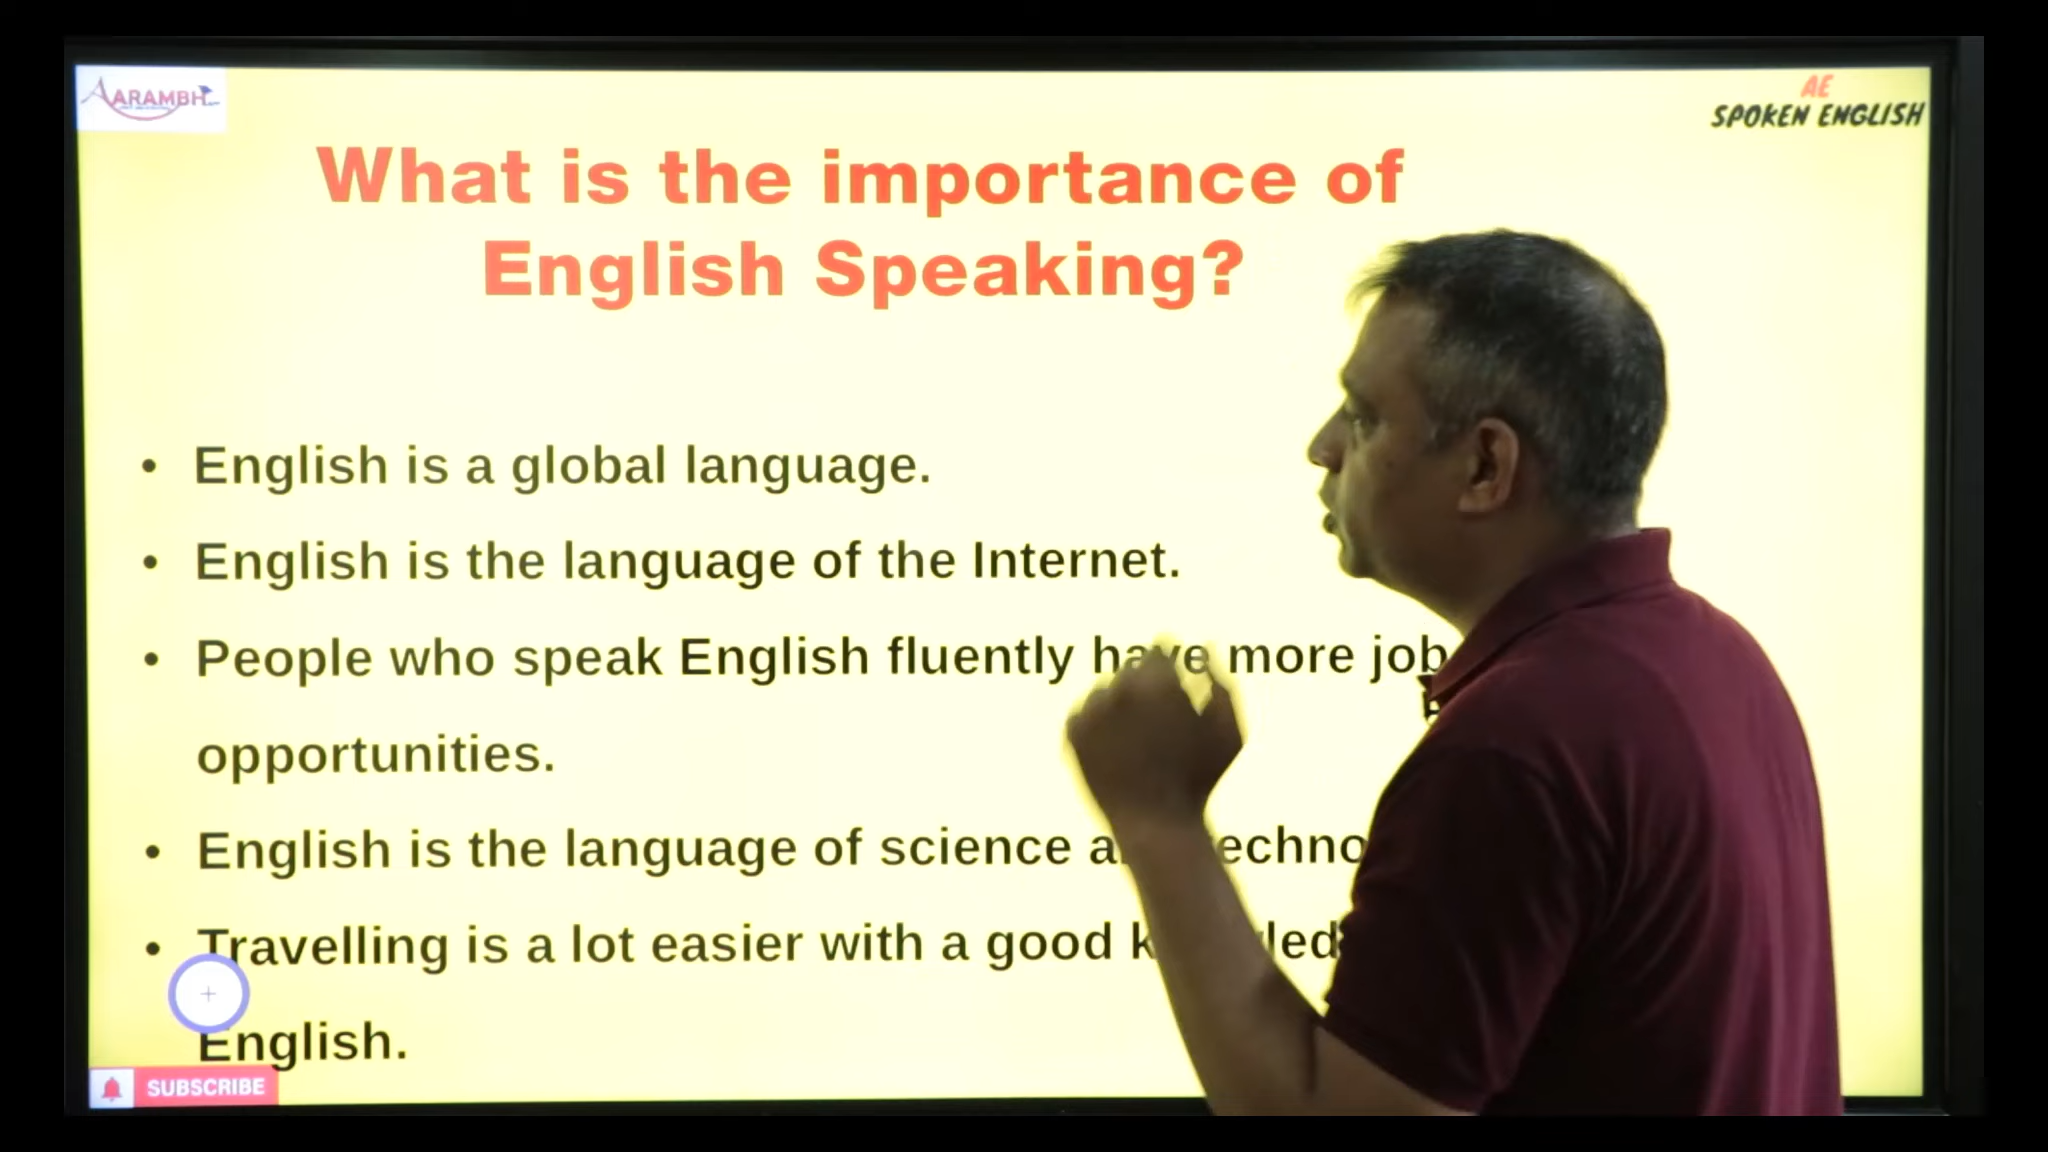 AARAMBH
AE
SPOKEN ENGLISH
What is the importance of
English Speaking?
• English is a global language.
• English is the language of the Internet.
• People who speak English fluently have more job
opportunities.
• English is the language of science
• Travelling is a lot easier with a good
English.
SUBSCRIBE